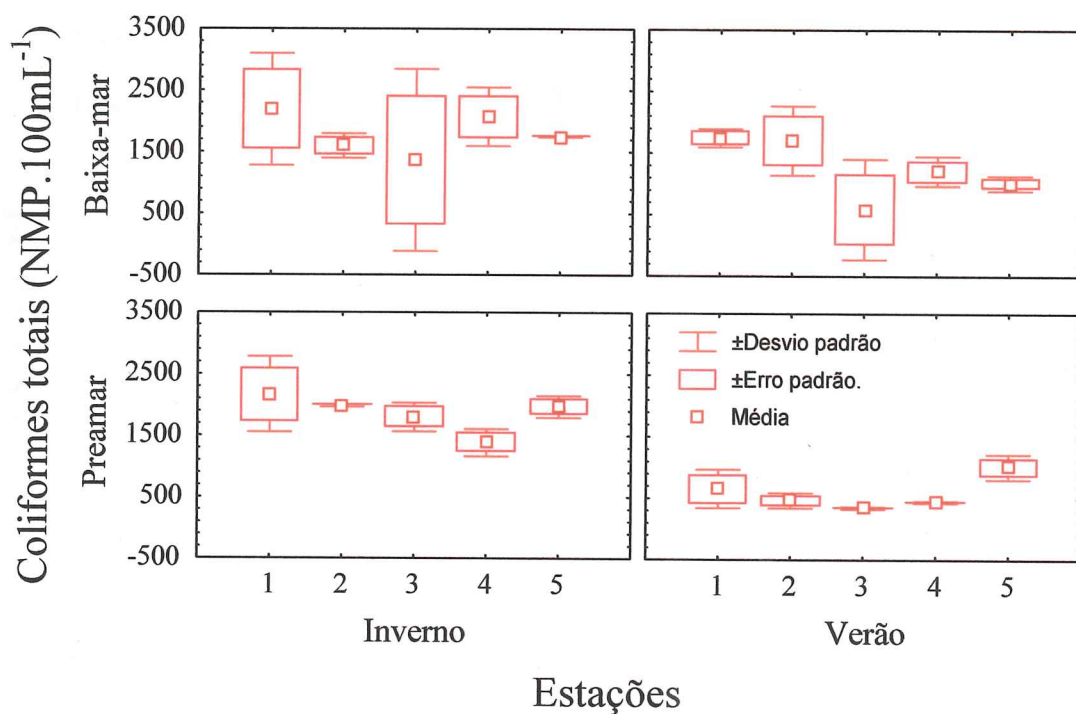 Coliformes totais (NMP.100mL⁻¹)
Baixa-mar
3500
2500
1500
500
-500
Preamar
3500
2500
1500
500
-500
±Desvio padrão
±Erro padrão.
Média
1 2 3 4 5
1 2 3 4 5
Inverno
Verão
Estações